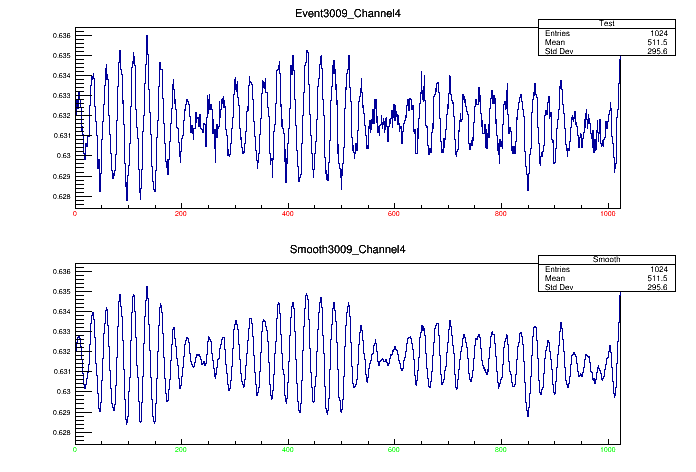 Event3009_Channel4
Test
Entries 1024
Mean 511.5
Std Dev 295.6
0.636
0.635
0.634
0.633
0.632
0.631
0.63
0.629
0.628
0 200 400 600 800 1000
Smooth3009_Channel4
Smooth
Entries 1024
Mean 511.5
Std Dev 295.6
0.636
0.635
0.634
0.633
0.632
0.631
0.63
0.629
0.628
0 200 400 600 800 1000